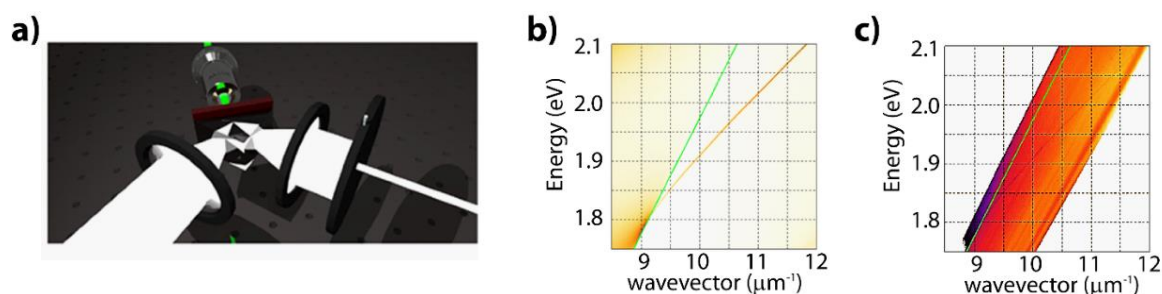 a)
b)
c)
Energy (eV)
2.1
2.0
1.9
1.8
9
10
11
12
wavevector (μm⁻¹)
Energy (eV)
2.1
2.0
1.9
1.8
9
10
11
12
wavevector (μm⁻¹)